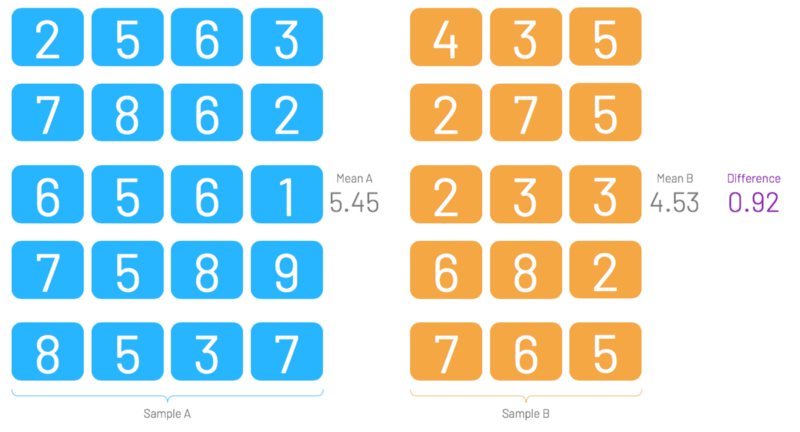 2 5 6 3 4 3 5
7 8 6 2 2 7 5
Mean A Mean B Difference
6 5 6 1 5.45 2 3 3 4.53 0.92
7 5 8 9 6 8 2
8 5 3 7 7 6 5
Sample A Sample B